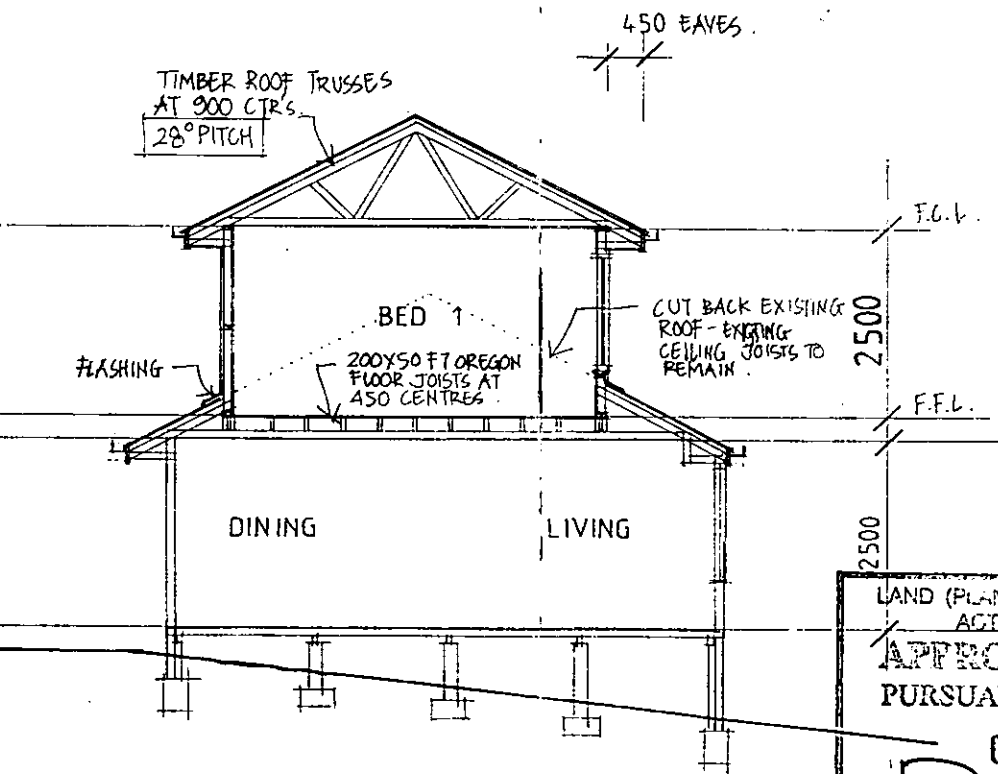 450 EAVES.
TIMBER ROOF TRUSSES
AT 900 CTR'S.
28° PITCH
F.C.L.
BED 1
CUT BACK EXISTING
ROOF - EXISTING
CEILING JOISTS TO
REMAIN.
2500
FLASHING
200X50 F7 OREGON
FLOOR JOISTS AT
450 CENTRES.
F.F.L.
DINING
LIVING
2500
LAND (PLAN
ACT
APPRO
PURSUA